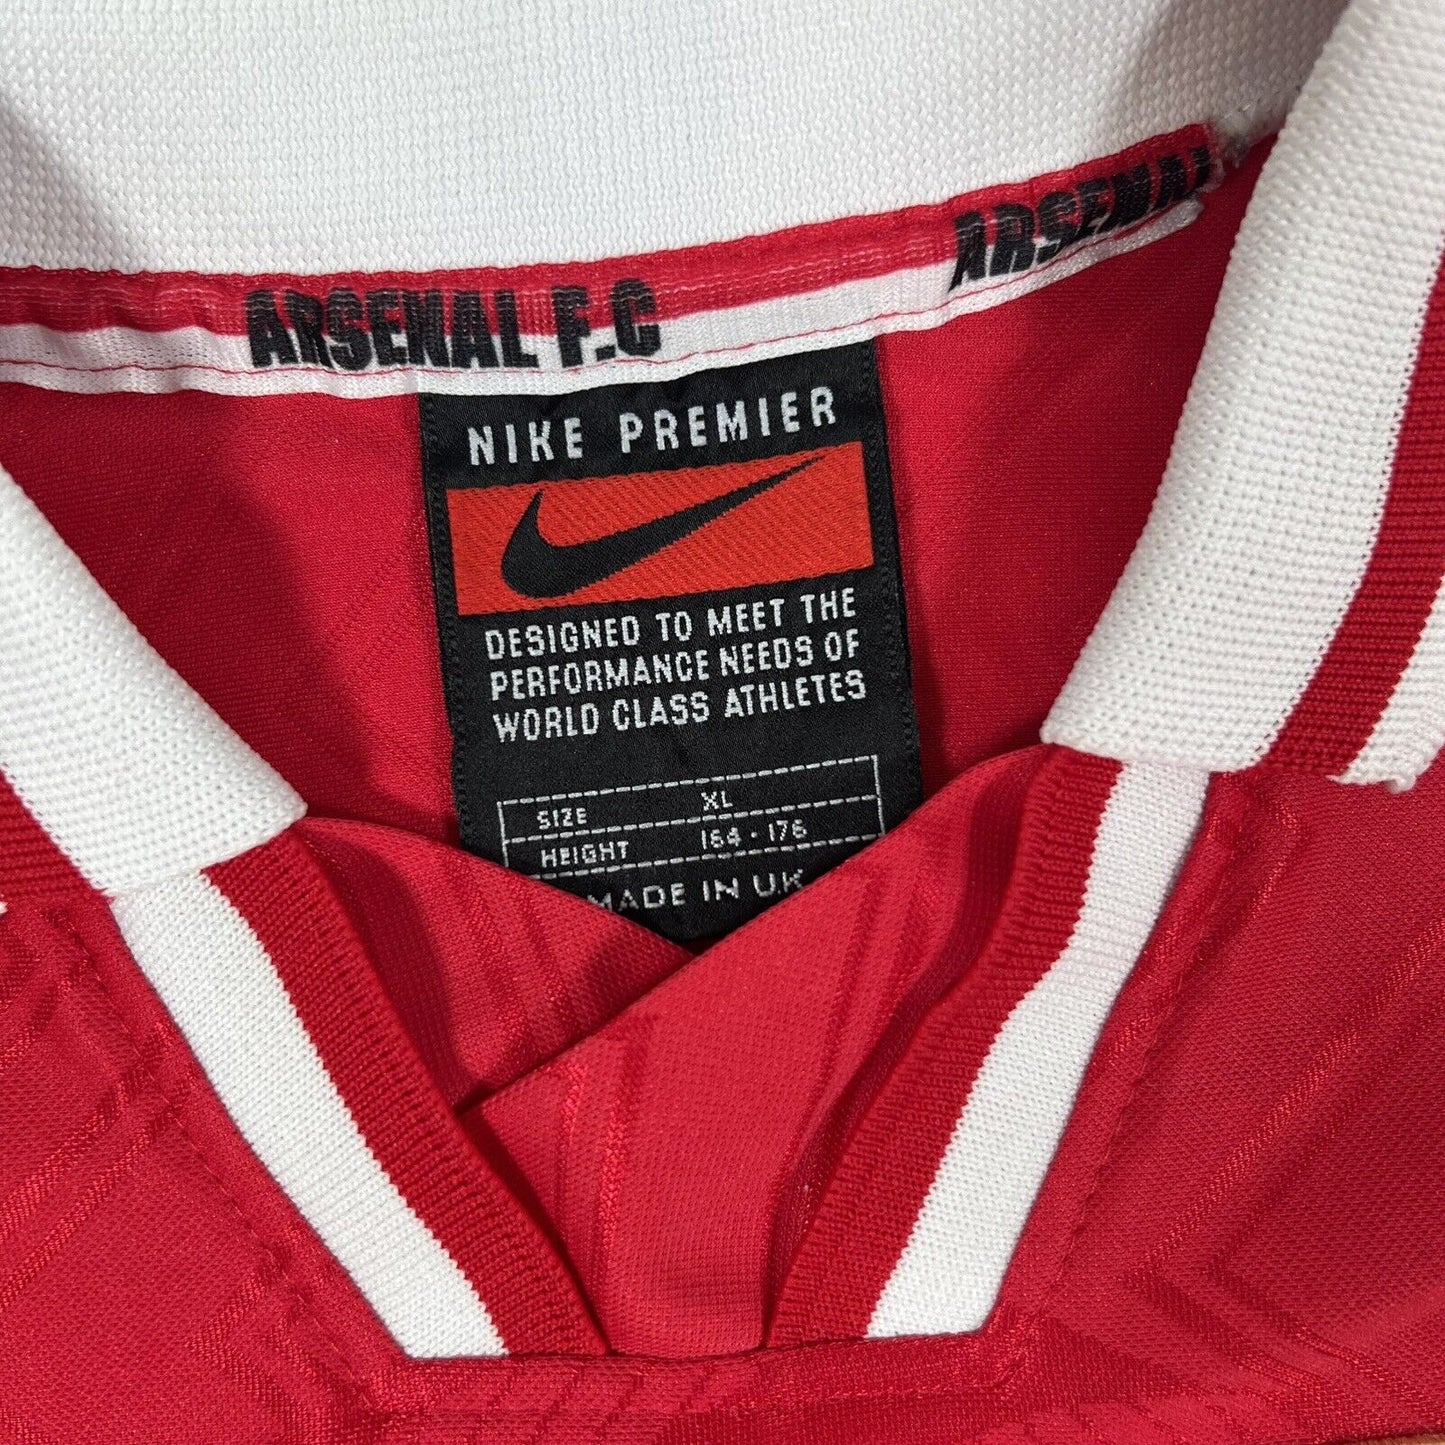 ARSENAL F.C
ARSENAL
NIKE PREMIER
DESIGNED TO MEET THE
PERFORMANCE NEEDS OF
WORLD CLASS ATHLETES
SIZE XL
HEIGHT 164 - 176
MADE IN UK